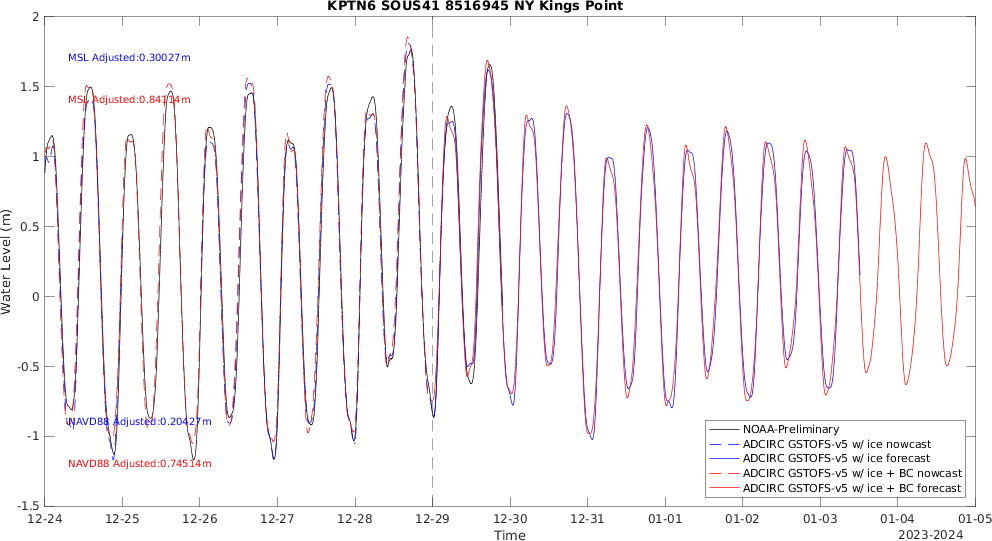 KPTN6 SOUS41 8516945 NY Kings Point
2
1.5
1
0.5
0
-0.5
-1
-1.5
Water Level (m)
MSL Adjusted:0.30027m
MSL Adjusted:0.84114m
NAVD88 Adjusted:0.20427m
NAVD88 Adjusted:0.74514m
NOAA-Preliminary
ADCIRC GSTOFS-v5 w/ ice nowcast
ADCIRC GSTOFS-v5 w/ ice forecast
ADCIRC GSTOFS-v5 w/ ice + BC nowcast
ADCIRC GSTOFS-v5 w/ ice + BC forecast
12-24 12-25 12-26 12-27 12-28 12-29 12-30 12-31 01-01 01-02 01-03 01-04 01-05
Time
2023-2024